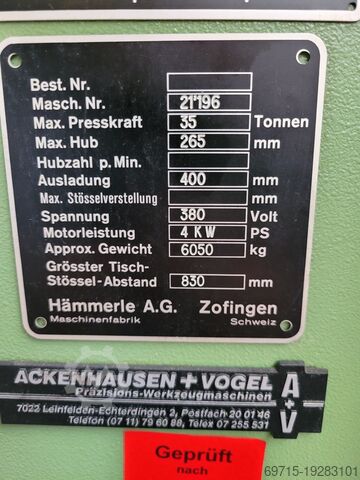 Best. Nr.
Masch. Nr. 21'196
Max. Presskraft 35 Tonnen
Max. Hub 265 mm
Hubzahl p. Min.
Ausladung 400 mm
Max. Stösselverstellung mm
Spannung 380 Volt
Motorleistung 4 KW PS
Approx. Gewicht 6050 kg
Grösster Tisch-
Stössel-Abstand 830 mm
Hämmerle A.G. Zofingen
Maschinenfabrik Schweiz
ACKENHAUSEN + VOGEL
Präzisions-Werkzeugmaschinen
7022 Leinfelden-Echterdingen 2, Postfach 20 01 46
Telefon (07 11) 79 60 88, Telex 07 255 531
A + V
Geprüft
nach
69715-19283101